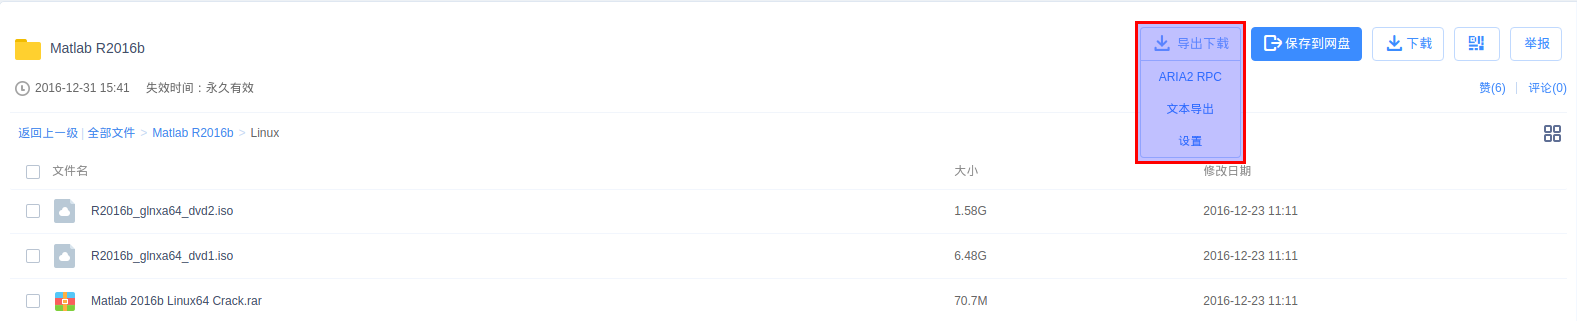 Matlab R2016b
导出下载 保存到网盘 下载 举报
2016-12-31 15:41 失效时间：永久有效
ARIA2 RPC
赞(6) | 评论(0)
文本导出
返回上一级 | 全部文件 > Matlab R2016b > Linux
设置
文件名 大小 修改日期
R2016b_glnxa64_dvd2.iso 1.58G 2016-12-23 11:11
R2016b_glnxa64_dvd1.iso 6.48G 2016-12-23 11:11
Matlab 2016b Linux64 Crack.rar 70.7M 2016-12-23 11:11